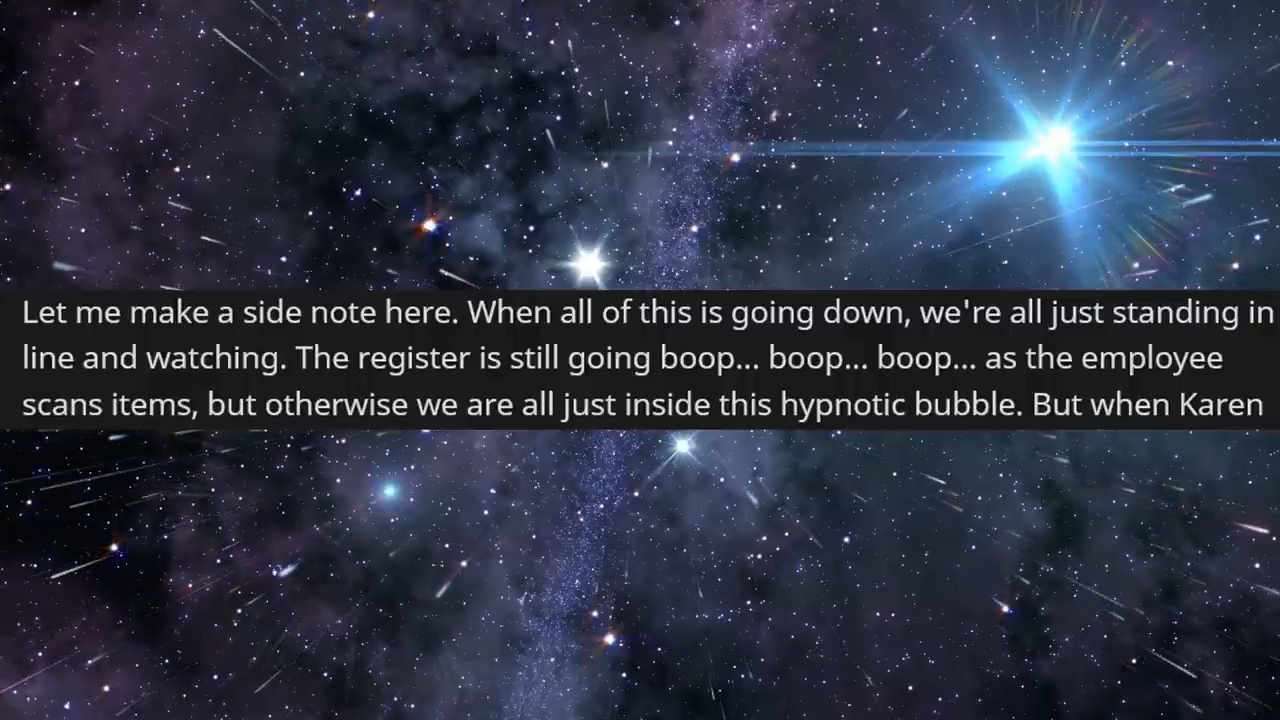 Let me make a side note here. When all of this is going down, we're all just standing in
line and watching. The register is still going boop... boop... boop... as the employee
scans items, but otherwise we are all just inside this hypnotic bubble. But when Karen